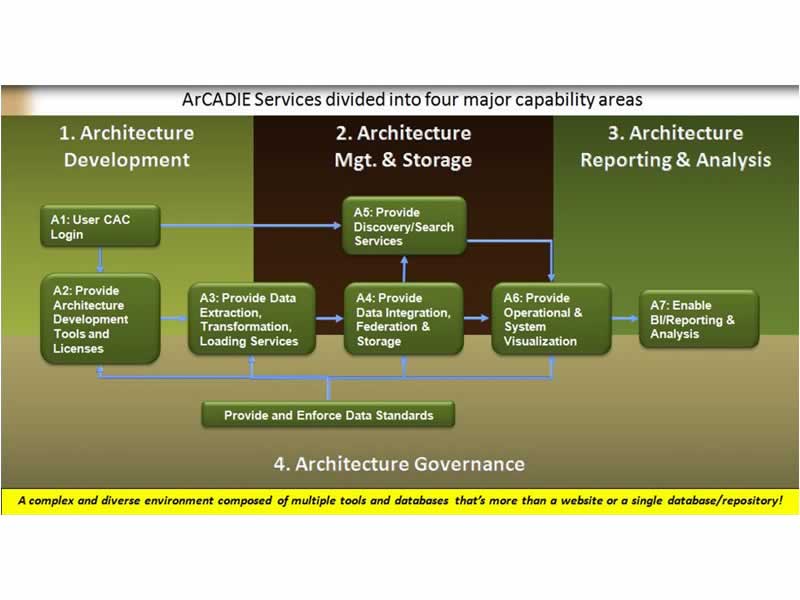 ArCADIE Services divided into four major capability areas
1. Architecture
Development
2. Architecture
Mgt. & Storage
3. Architecture
Reporting & Analysis
A1: User CAC
Login
A5: Provide
Discovery/Search
Services
A2: Provide
Architecture
Development
Tools and
Licenses
A3: Provide Data
Extraction,
Transformation,
Loading Services
A4: Provide
Data Integration,
Federation &
Storage
A6: Provide
Operational &
System
Visualization
A7: Enable
BI/Reporting &
Analysis
Provide and Enforce Data Standards
4. Architecture Governance
A complex and diverse environment composed of multiple tools and databases that's more than a website or a single database/repository!